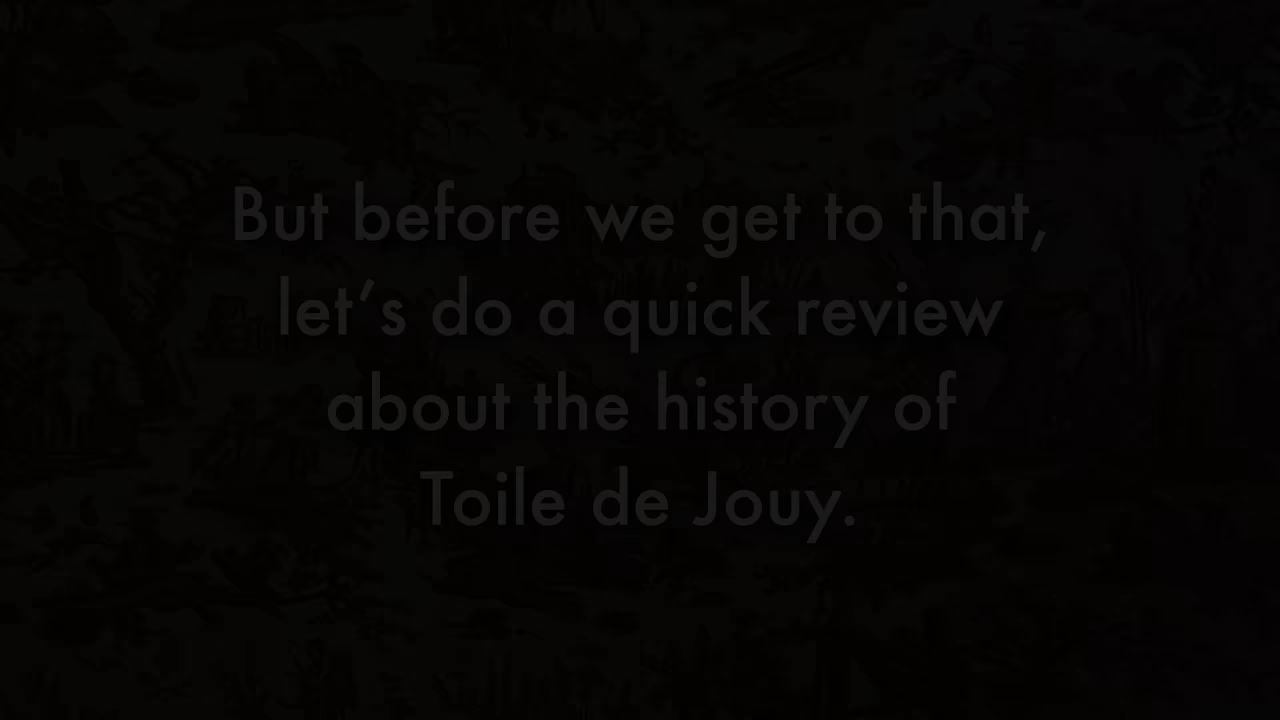 But before we get to that,
let's do a quick review
about the history of
Toile de Jouy.